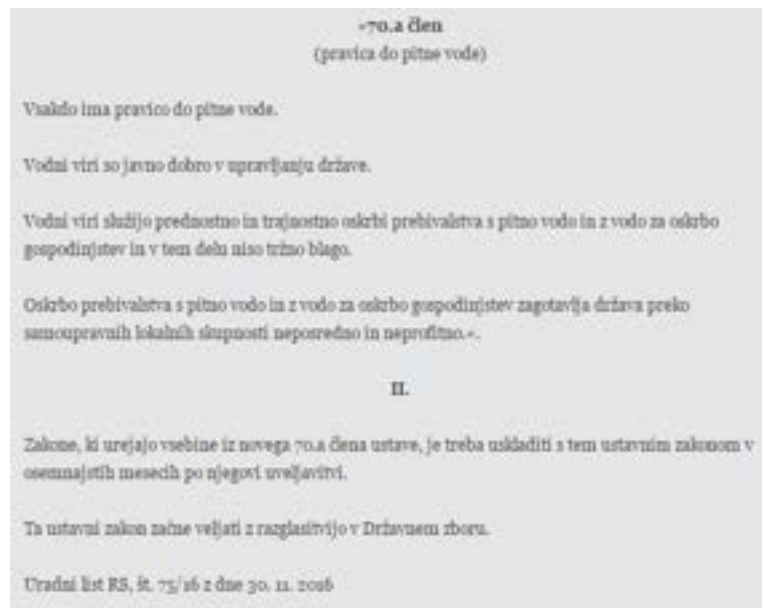 »70.a člen
(pravica do pitne vode)
Vsakdo ima pravico do pitne vode.
Vodni viri so javno dobro v upravljanju države.
Vodni viri služijo prednostno in trajnostno oskrbi prebivalstva s pitno vodo in z vodo za oskrbo
gospodinjstev in v tem delu niso tržno blago.
Oskrbo prebivalstva s pitno vodo in z vodo za oskrbo gospodinjstev zagotavlja država preko
samoupravnih lokalnih skupnosti neposredno in neprofitno.«.
II.
Zakone, ki urejajo vsebine iz novega 70.a člena ustave, je treba uskladiti s tem ustavnim zakonom v
osemnajstih mesecih po njegovi uveljavitvi.
Ta ustavni zakon začne veljati z razglasitvijo v Državnem zboru.
Uradni list RS, št. 75/16 z dne 30. 11. 2016